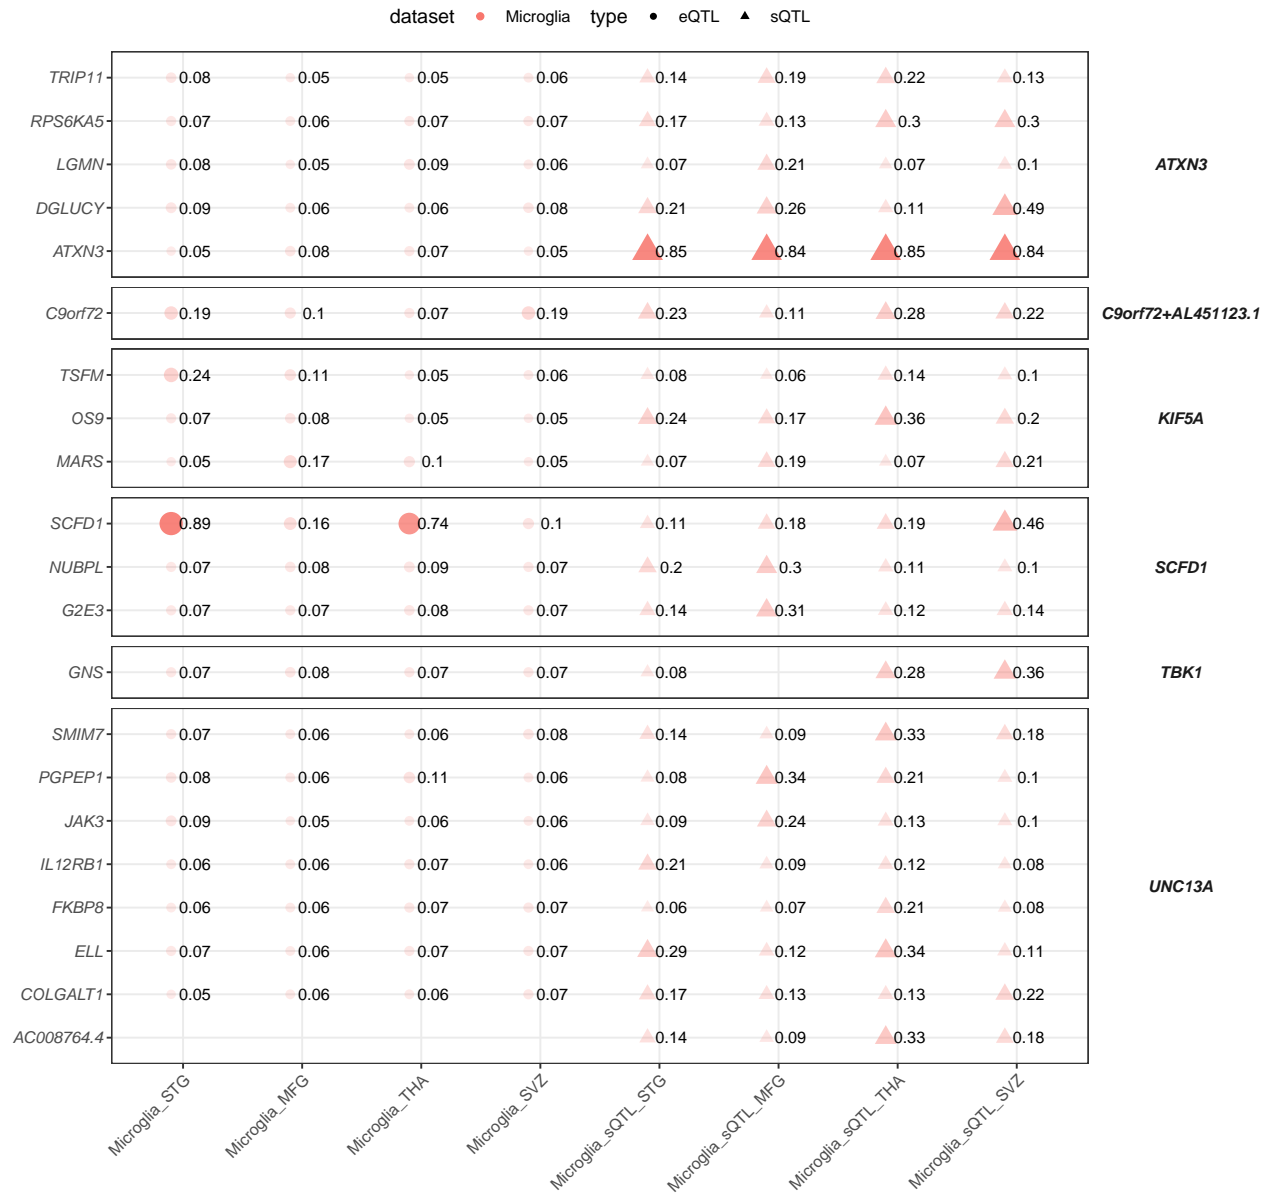 dataset Microglia type eQTL sQTL
TRIP11 0.08 0.05 0.05 0.06 0.14 0.19 0.22 0.13
RPS6KA5 0.07 0.06 0.07 0.07 0.17 0.13 0.3 0.3
LGMN 0.08 0.05 0.09 0.06 0.07 0.21 0.07 0.1 ATXN3
DGLUCY 0.09 0.06 0.06 0.08 0.21 0.26 0.11 0.49
ATXN3 0.05 0.08 0.07 0.05 0.85 0.84 0.85 0.84
C9orf72 0.19 0.1 0.07 0.19 0.23 0.11 0.28 0.22 C9orf72+AL451123.1
TSFM 0.24 0.11 0.05 0.06 0.08 0.06 0.14 0.1
OS9 0.07 0.08 0.05 0.05 0.24 0.17 0.36 0.2 KIF5A
MARS 0.05 0.17 0.1 0.05 0.07 0.19 0.07 0.21
SCFD1 0.89 0.16 0.74 0.1 0.11 0.18 0.19 0.46
NUBPL 0.07 0.08 0.09 0.07 0.2 0.3 0.11 0.1 SCFD1
G2E3 0.07 0.07 0.08 0.07 0.14 0.31 0.12 0.14
GNS 0.07 0.08 0.07 0.07 0.08 0.28 0.36 TBK1
SMIM7 0.07 0.06 0.06 0.08 0.14 0.09 0.33 0.18
PGPEP1 0.08 0.06 0.11 0.06 0.08 0.34 0.21 0.1
JAK3 0.09 0.05 0.06 0.06 0.09 0.24 0.13 0.1
IL12RB1 0.06 0.06 0.07 0.06 0.21 0.09 0.12 0.08
UNC13A
FKBP8 0.06 0.06 0.07 0.07 0.06 0.07 0.21 0.08
ELL 0.07 0.06 0.07 0.07 0.29 0.12 0.34 0.11
COLGALT1 0.05 0.06 0.06 0.07 0.17 0.13 0.13 0.22
AC008764.4 0.14 0.09 0.33 0.18
Microglia_STG Microglia_MFG Microglia_THA Microglia_SVZ Microglia_sQTL_STG Microglia_sQTL_MFG Microglia_sQTL_THA Microglia_sQTL_SVZ